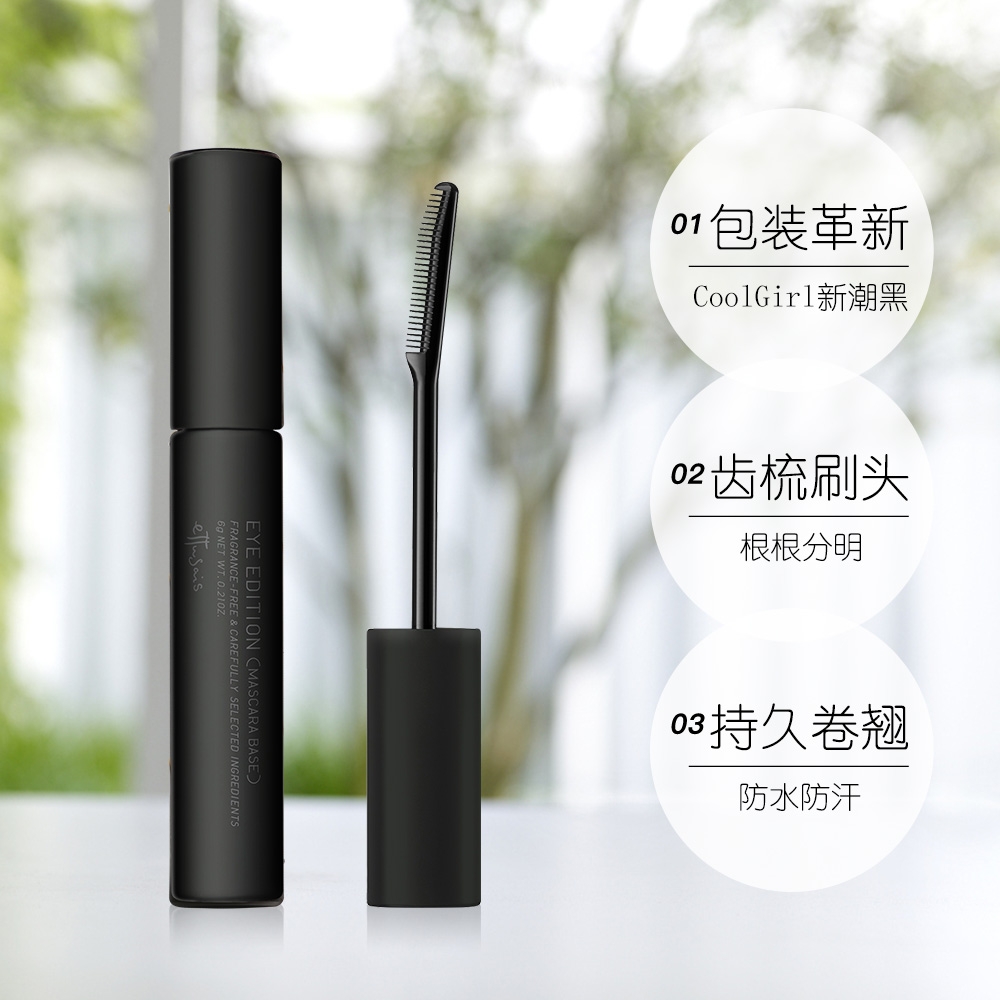 EYE EDITION (MASCARA BASE)
FRAGRANCE-FREE & CAREFULLY SELECTED INGREDIENTS
6g NET WT. 0.21OZ.
ettusais
01 包装革新
CoolGirl新潮黑
02 齿梳刷头
根根分明
03 持久卷翘
防水防汗